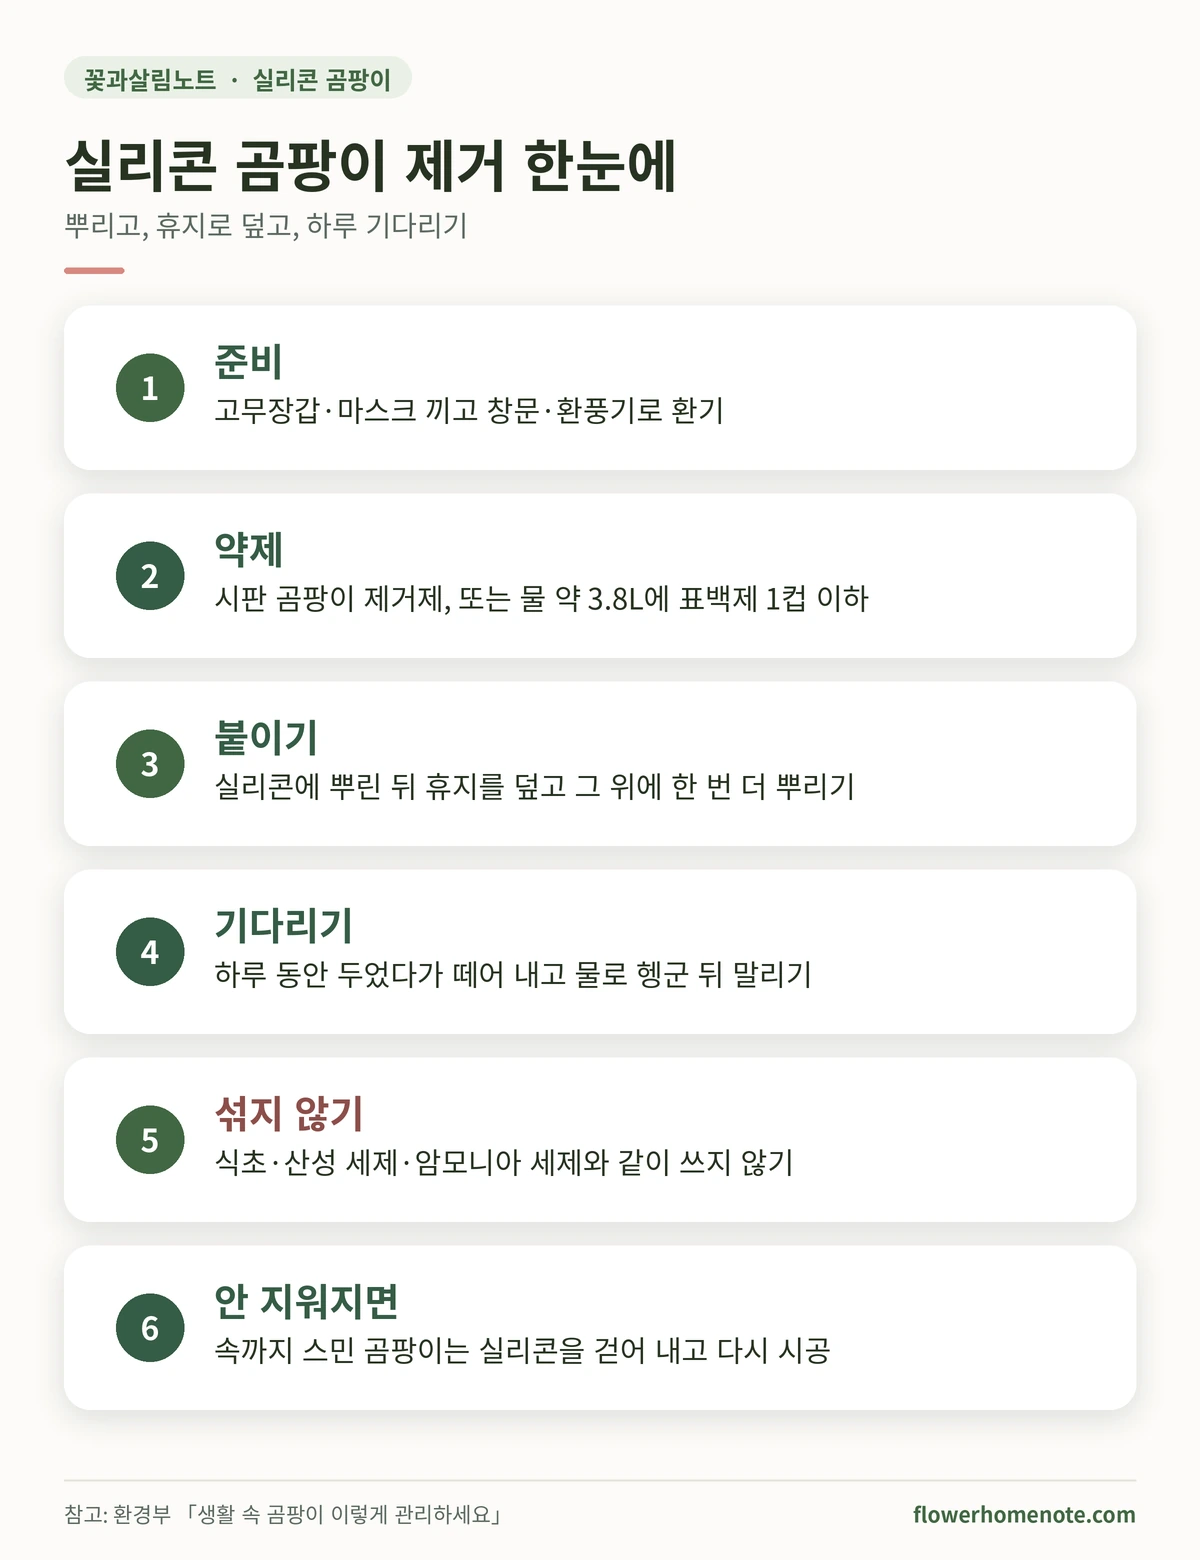 꽃과살림노트 · 실리콘 곰팡이
실리콘 곰팡이 제거 한눈에
뿌리고, 휴지로 덮고, 하루 기다리기
1
준비
고무장갑·마스크 끼고 창문·환풍기로 환기
2
약제
시판 곰팡이 제거제, 또는 물 약 3.8L에 표백제 1컵 이하
3
붙이기
실리콘에 뿌린 뒤 휴지를 덮고 그 위에 한 번 더 뿌리기
4
기다리기
하루 동안 두었다가 떼어 내고 물로 헹군 뒤 말리기
5
섞지 않기
식초·산성 세제·암모니아 세제와 같이 쓰지 않기
6
안 지워지면
속까지 스민 곰팡이는 실리콘을 걷어 내고 다시 시공
참고: 환경부 「생활 속 곰팡이 이렇게 관리하세요」
flowerhomenote.com